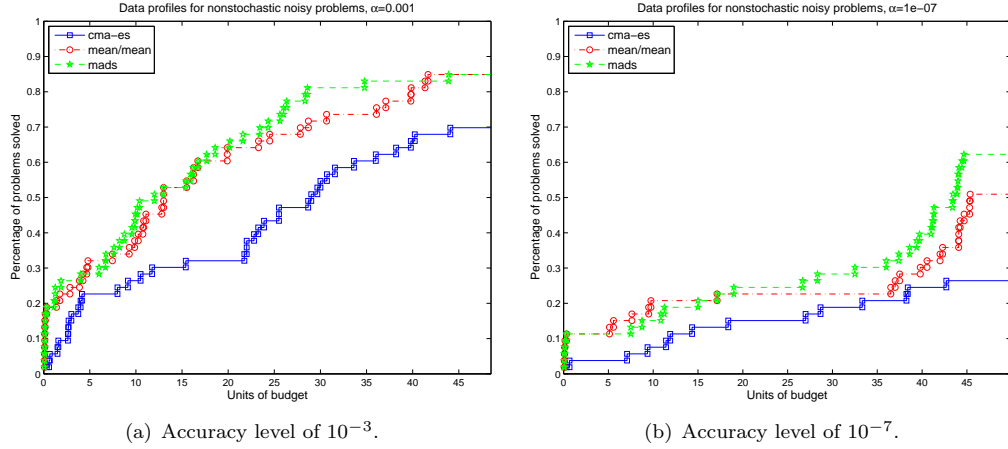 Data profiles for nonstochastic noisy problems, α=0.001
cma-es
mean/mean
mads
1
0.9
0.8
0.7
0.6
0.5
0.4
0.3
0.2
0.1
0
Percentage of problems solved
0 5 10 15 20 25 30 35 40 45
Units of budget
(a) Accuracy level of 10⁻³.
Data profiles for nonstochastic noisy problems, α=1e−07
cma-es
mean/mean
mads
1
0.9
0.8
0.7
0.6
0.5
0.4
0.3
0.2
0.1
0
Percentage of problems solved
0 5 10 15 20 25 30 35 40 45
Units of budget
(b) Accuracy level of 10⁻⁷.